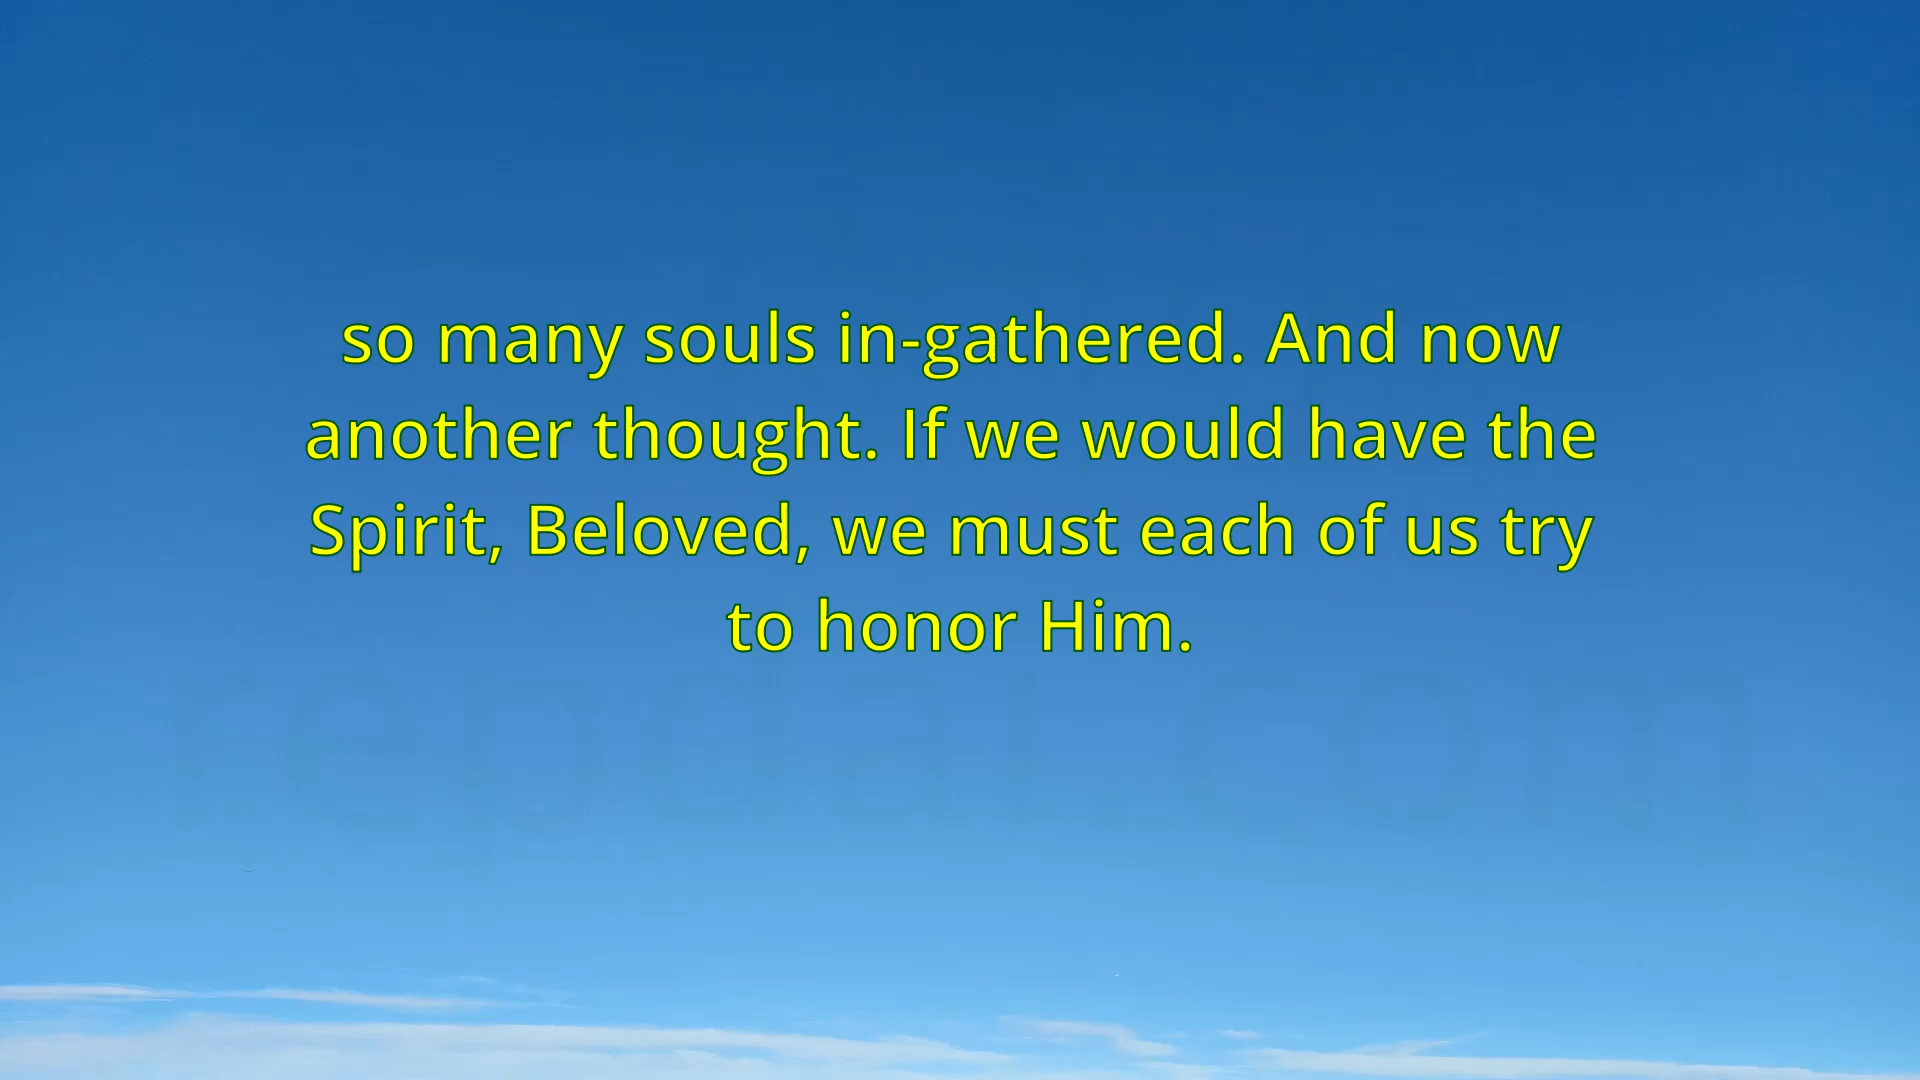 so many souls in-gathered. And now
another thought. If we would have the
Spirit, Beloved, we must each of us try
to honor Him.